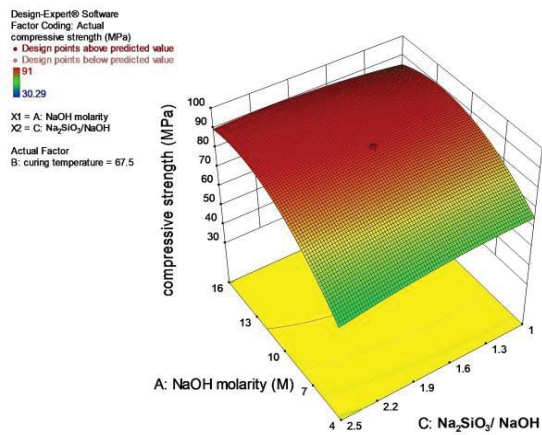 Design-Expert® Software
Factor Coding: Actual
compressive strength (MPa)
Design points above predicted value
Design points below predicted value
91
30.29
X1 = A: NaOH molarity
X2 = C: Na₂SiO₃/NaOH
Actual Factor
B: curing temperature = 67.5
compressive strength (MPa)
100
90
80
70
60
50
40
30
16
13
10
7
4
A: NaOH molarity (M)
2.5
2.2
1.9
1.6
1.3
1
C: Na₂SiO₃/ NaOH